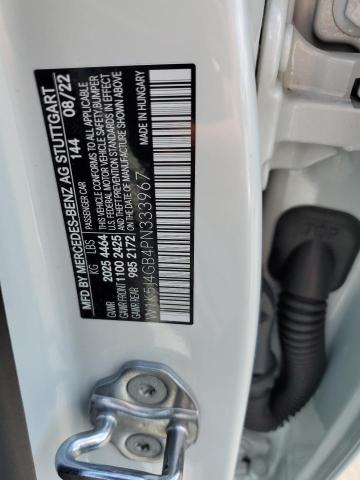 MFD BY MERCEDES-BENZ AG STUTTGART
PASSENGER CAR 144 08/22
KG LBS
GVWR 2025 4464
GAWR FRONT 1100 2425
GAWR REAR 985 2172
THIS VEHICLE CONFORMS TO ALL APPLICABLE
FEDERAL MOTOR VEHICLE SAFETY, BUMPER
AND THEFT PREVENTION STANDARDS IN EFFECT
ON THE DATE OF MANUFACTURE SHOWN ABOVE
MADE IN HUNGARY
W1K5J4GB4PN333967